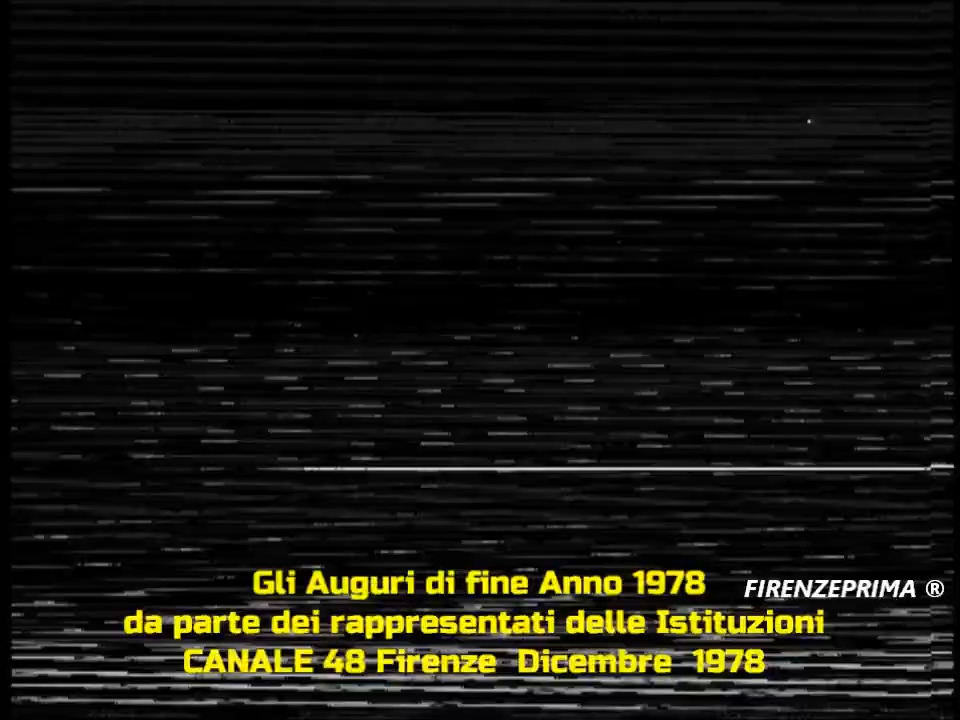 Gli Auguri di fine Anno 1978
FIRENZEPRIMA ®
da parte dei rappresentati delle Istituzioni
CANALE 48 Firenze Dicembre 1978